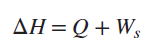 ΔH = Q + Wₛ